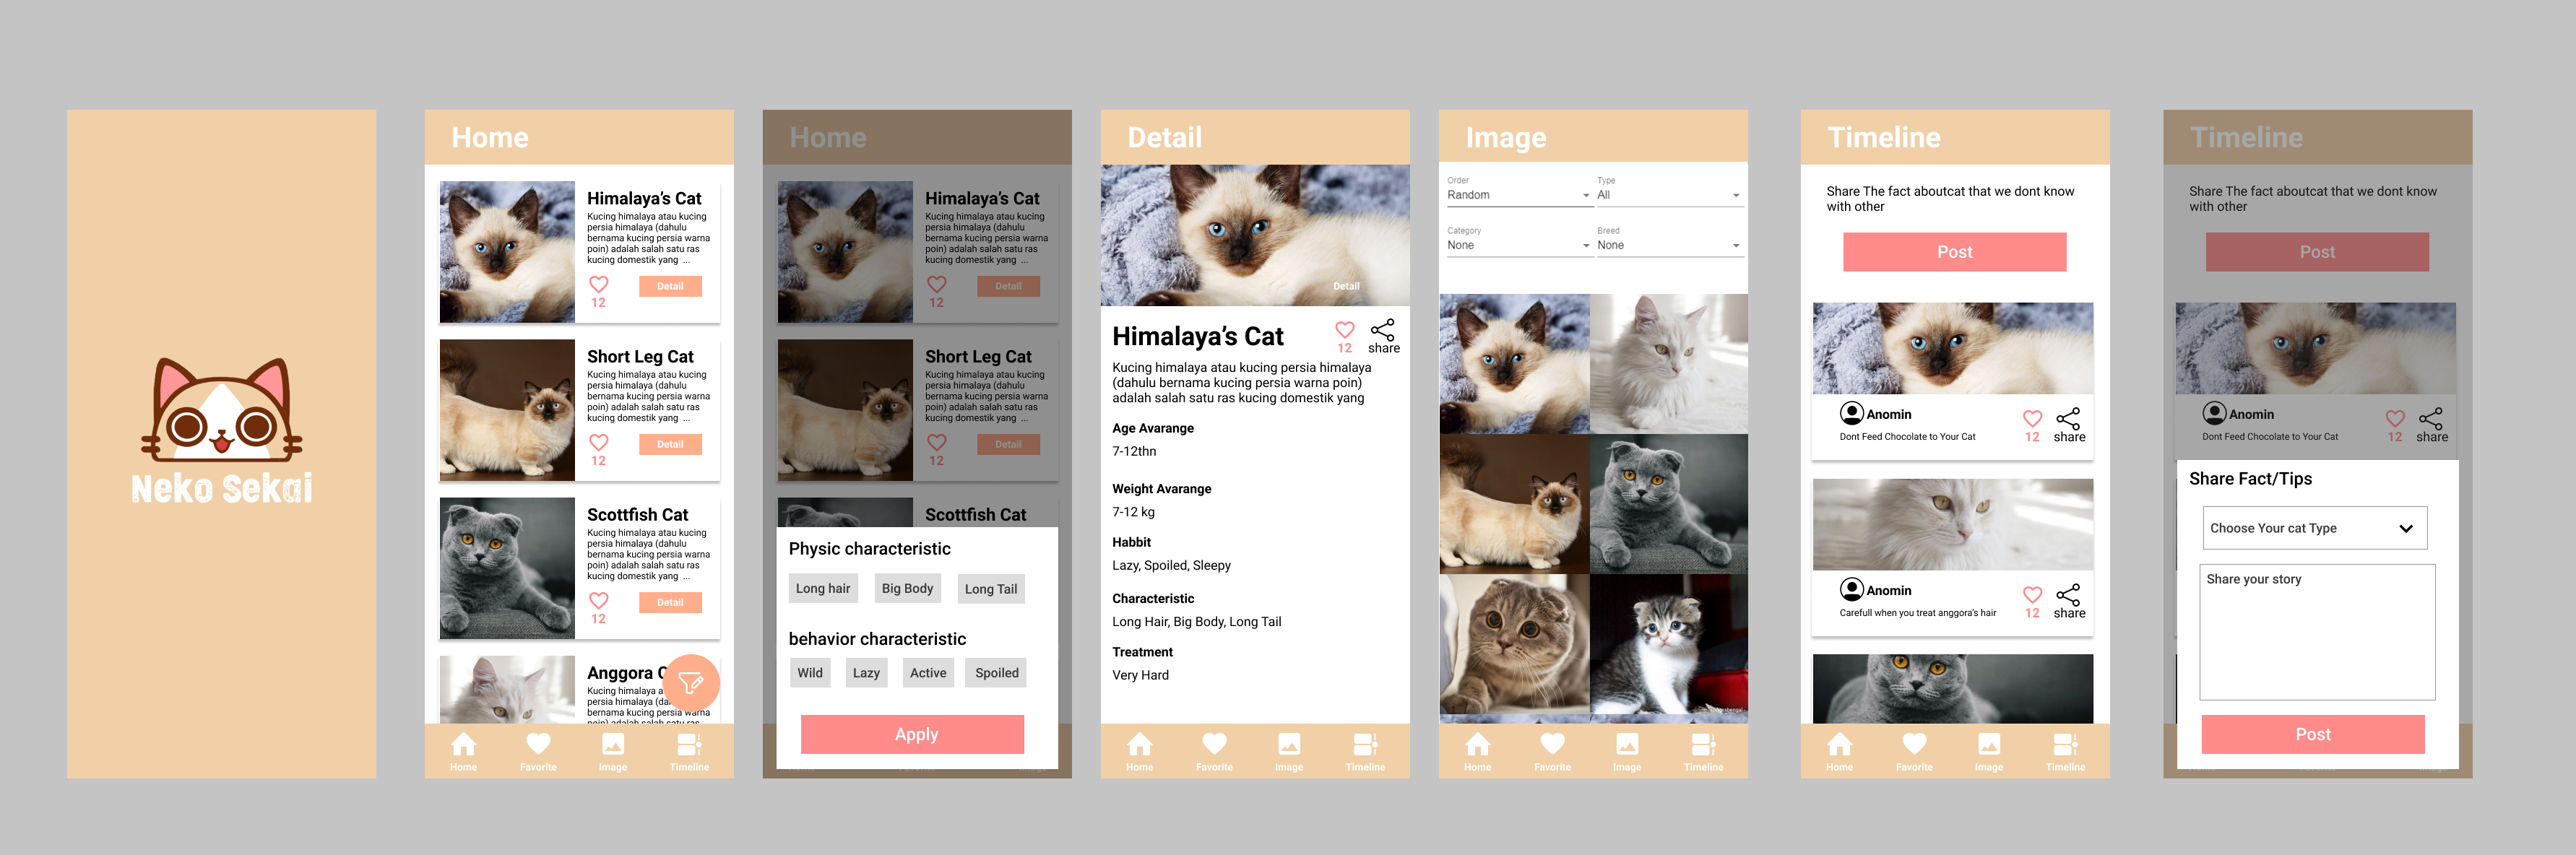 Neko Sekai
Home
Himalaya's Cat
Kucing himalaya atau kucing
persia himalaya (dahulu
bernama kucing persia warna
poin) adalah salah satu ras
kucing domestik yang ...
12
Detail
Short Leg Cat
Kucing himalaya atau kucing
persia himalaya (dahulu
bernama kucing persia warna
poin) adalah salah satu ras
kucing domestik yang ...
12
Detail
Scottfish Cat
Kucing himalaya atau kucing
persia himalaya (dahulu
bernama kucing persia warna
poin) adalah salah satu ras
kucing domestik yang ...
12
Detail
Anggora C
Kucing himalaya a
persia himalaya (da
bernama kucing persia warna
poin) adalah salah satu ras
Home Favorite Image Timeline
Home
Himalaya's Cat
Kucing himalaya atau kucing
persia himalaya (dahulu
bernama kucing persia warna
poin) adalah salah satu ras
kucing domestik yang ...
12
Detail
Short Leg Cat
Kucing himalaya atau kucing
persia himalaya (dahulu
bernama kucing persia warna
poin) adalah salah satu ras
kucing domestik yang ...
12
Detail
Scottfish Cat
Physic characteristic
Long hair Big Body Long Tail
behavior characteristic
Wild Lazy Active Spoiled
Apply
Detail
Detail
Himalaya's Cat
12
share
Kucing himalaya atau kucing persia himalaya
(dahulu bernama kucing persia warna poin)
adalah salah satu ras kucing domestik yang
Age Avarange
7-12thn
Weight Avarange
7-12 kg
Habbit
Lazy, Spoiled, Sleepy
Characteristic
Long Hair, Big Body, Long Tail
Treatment
Very Hard
Home Favorite Image Timeline
Image
Order Type
Random All
Category Breed
None None
Home Favorite Image Timeline
Timeline
Share The fact aboutcat that we dont know
with other
Post
Anomin
Dont Feed Chocolate to Your Cat
12
share
Anomin
Carefull when you treat anggora's hair
12
share
Home Favorite Image Timeline
Timeline
Share The fact aboutcat that we dont know
with other
Post
Anomin
Dont Feed Chocolate to Your Cat
12
share
Share Fact/Tips
Choose Your cat Type
Share your story
Post